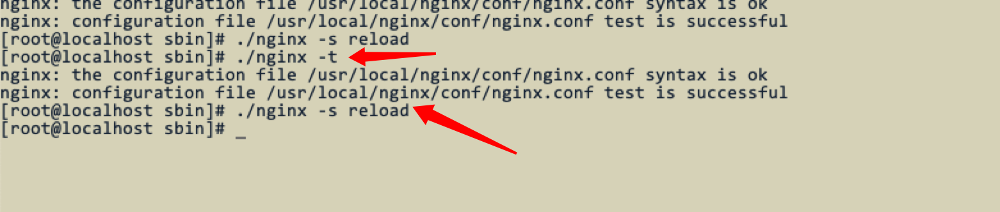 nginx: the configuration file /usr/local/nginx/conf/nginx.conf syntax is ok
nginx: configuration file /usr/local/nginx/conf/nginx.conf test is successful
[root@localhost sbin]# ./nginx -s reload
[root@localhost sbin]# ./nginx -t
nginx: the configuration file /usr/local/nginx/conf/nginx.conf syntax is ok
nginx: configuration file /usr/local/nginx/conf/nginx.conf test is successful
[root@localhost sbin]# ./nginx -s reload
[root@localhost sbin]# _